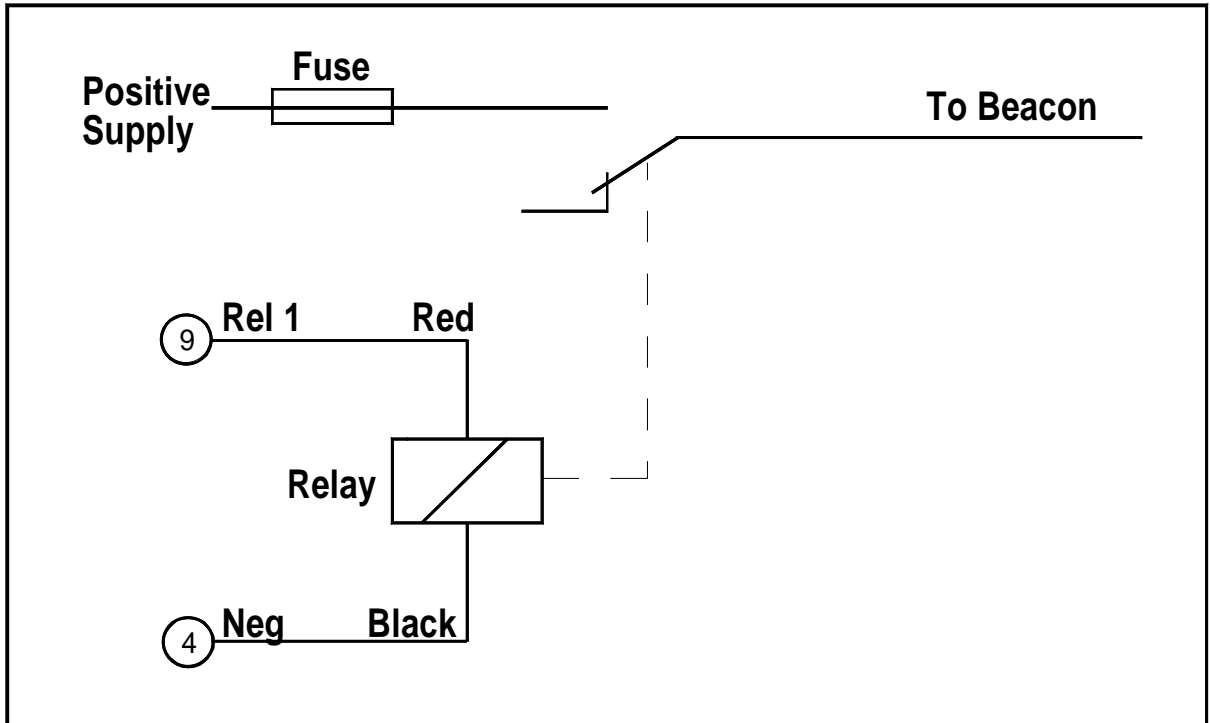 Fuse
Positive
Supply
To Beacon
9
Rel 1
Red
Relay
4
Neg
Black